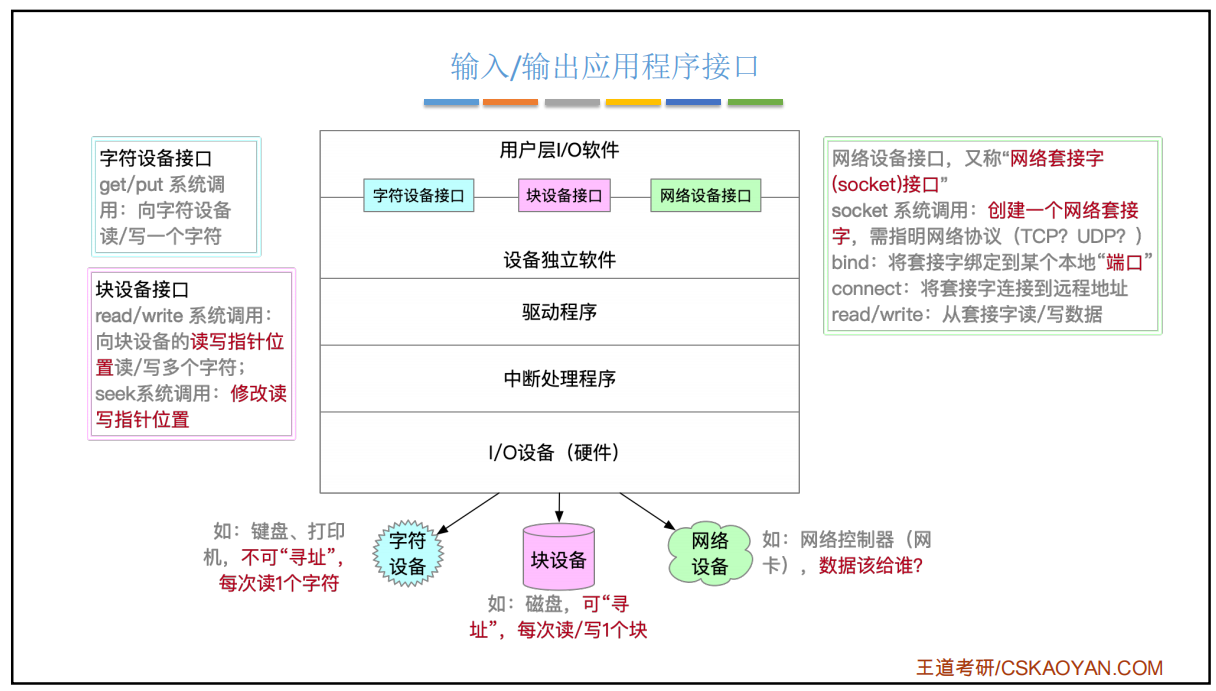 输入/输出应用程序接口
字符设备接口
get/put 系统调
用：向字符设备
读/写一个字符
块设备接口
read/write 系统调用：
向块设备的读写指针位
置读/写多个字符；
seek系统调用：修改读
写指针位置
用户层I/O软件
字符设备接口
块设备接口
网络设备接口
设备独立软件
驱动程序
中断处理程序
I/O设备（硬件）
网络设备接口，又称“网络套接字
(socket)接口”
socket 系统调用：创建一个网络套接
字，需指明网络协议（TCP？UDP？）
bind：将套接字绑定到某个本地“端口”
connect：将套接字连接到远程地址
read/write：从套接字读/写数据
如：键盘、打印
机，不可“寻址”，
每次读1个字符
字符
设备
块设备
如：磁盘，可“寻
址”，每次读/写1个块
网络
设备
如：网络控制器（网
卡），数据该给谁?
王道考研/CSKAOYAN.COM